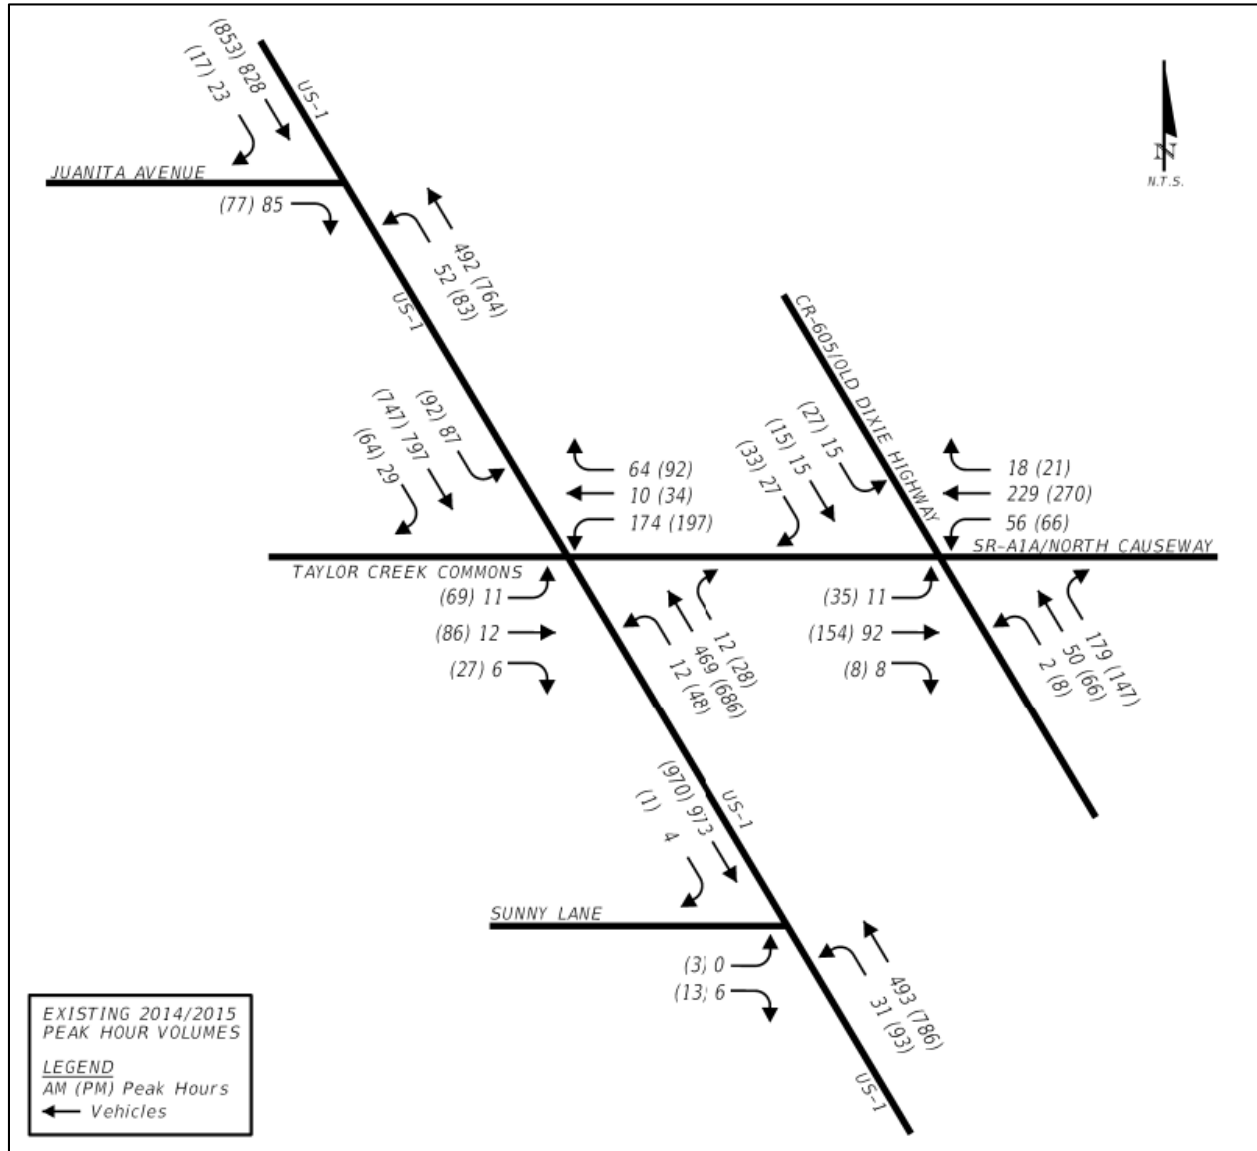 (853) 828
(17) 23
US-1
N
N.T.S.
JUANITA AVENUE
(77) 85
492 (764)
52 (83)
US-1
CR-605/OLD DIXIE HIGHWAY
(92) 87
(747) 797
(64) 29
64 (92)
10 (34)
174 (197)
(27) 15
(15) 15
(33) 27
18 (21)
229 (270)
56 (66)
SR-A1A/NORTH CAUSEWAY
TAYLOR CREEK COMMONS
(69) 11
(86) 12
(27) 6
12 (28)
469 (686)
12 (48)
(35) 11
(154) 92
(8) 8
179 (147)
50 (66)
2 (8)
(970) 973
(1) 4
US-1
SUNNY LANE
(3) 0
(13) 6
493 (786)
31 (93)
US-1
EXISTING 2014/2015
PEAK HOUR VOLUMES
LEGEND
AM (PM) Peak Hours
Vehicles